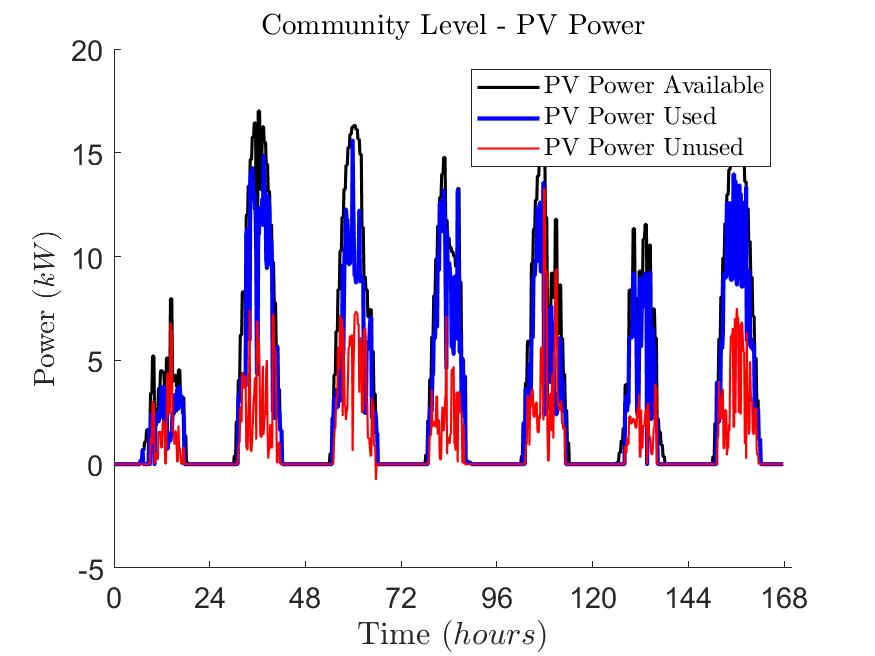 Community Level - PV Power
20
15
10
5
0
-5
Power (kW)
PV Power Available
PV Power Used
PV Power Unused
0 24 48 72 96 120 144 168
Time (hours)